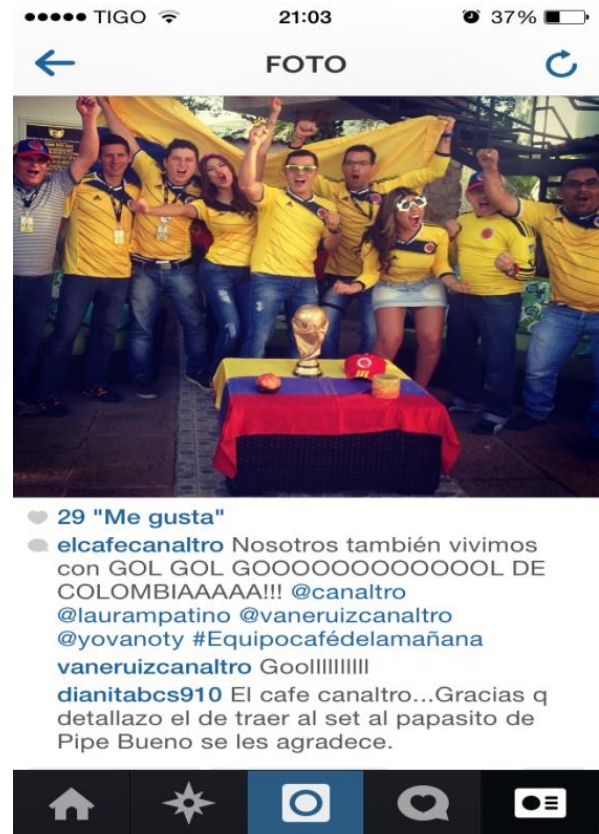 TIGO 21:03 37%
FOTO
29 "Me gusta"
elcafecanaltro Nosotros también vivimos
con GOL GOL GOOOOOOOOOOOOL DE
COLOMBIAAAAA!!! @canaltro
@laurampatino @vaneruizcanaltro
@yovanoty #Equipocafédelamañana
vaneruizcanaltro Goollllllllll
dianitabcs910 El cafe canaltro...Gracias q
detallazo el de traer al set al papasito de
Pipe Bueno se les agradece.